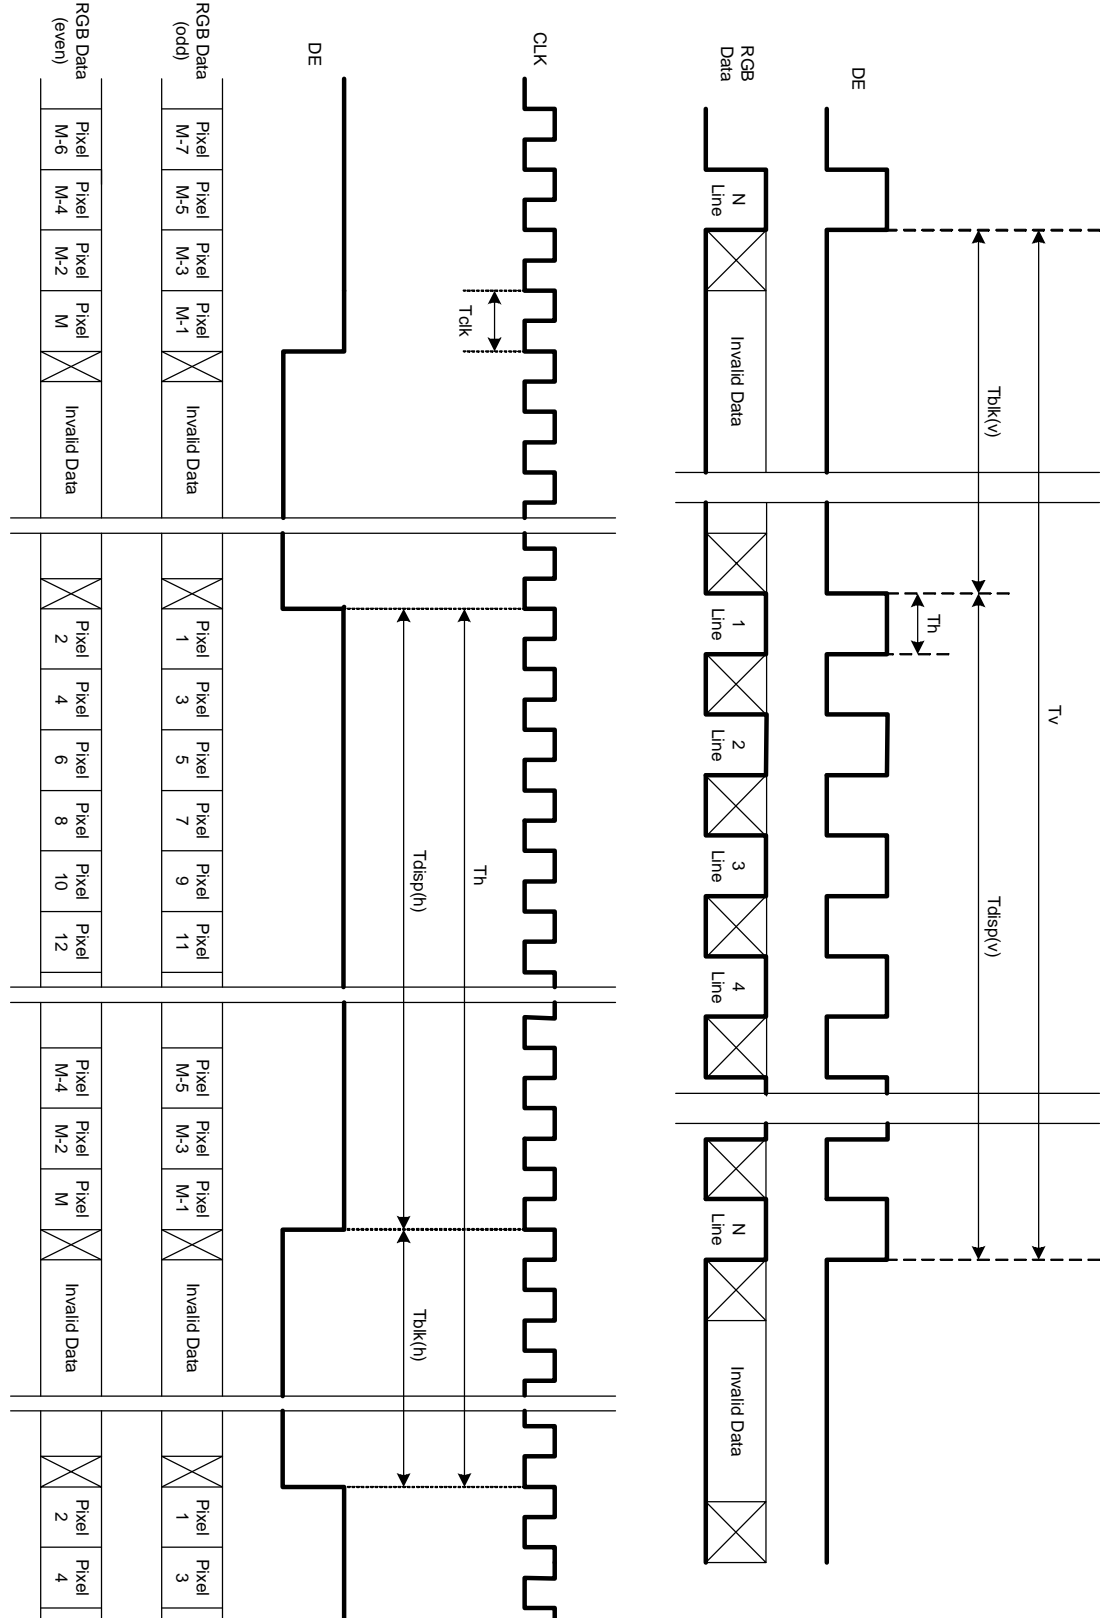 Tv
Tblk(v)
Tdisp(v)
Th
DE
RGB
Data
N
Line
Invalid Data
1
Line
2
Line
3
Line
4
Line
N
Line
Invalid Data
CLK
Tclk
Th
Tdisp(h)
Tblk(h)
DE
RGB Data
(odd)
Pixel
M-7
Pixel
M-5
Pixel
M-3
Pixel
M-1
Invalid Data
Pixel
1
Pixel
3
Pixel
5
Pixel
7
Pixel
9
Pixel
11
Pixel
M-5
Pixel
M-3
Pixel
M-1
Invalid Data
Pixel
1
Pixel
3
RGB Data
(even)
Pixel
M-6
Pixel
M-4
Pixel
M-2
Pixel
M
Invalid Data
Pixel
2
Pixel
4
Pixel
6
Pixel
8
Pixel
10
Pixel
12
Pixel
M-4
Pixel
M-2
Pixel
M
Invalid Data
Pixel
2
Pixel
4